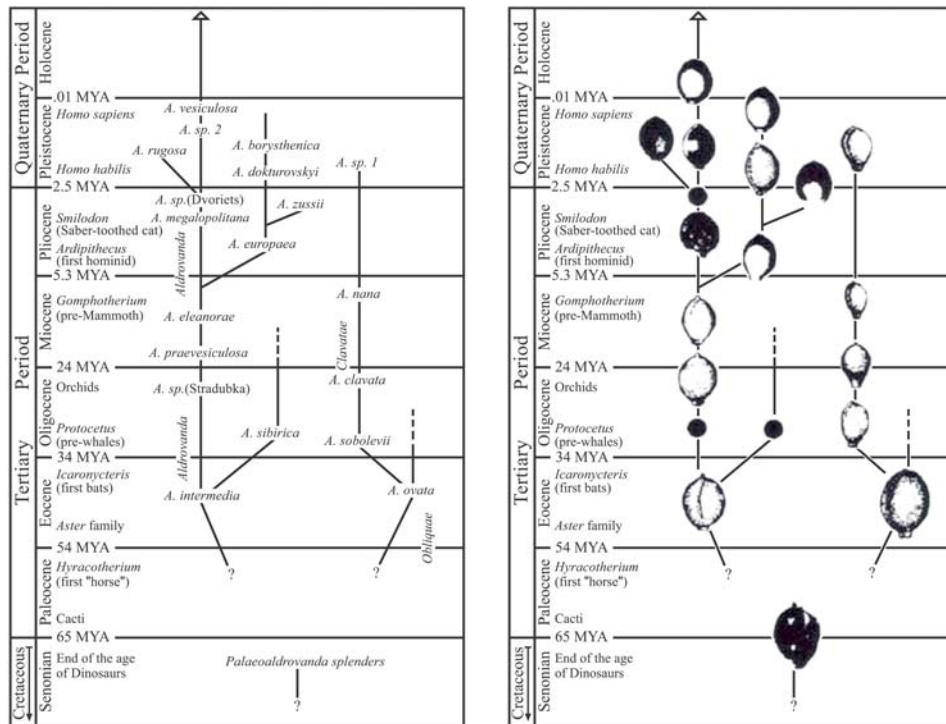 Quaternary Period
Tertiary Period
Cretaceous
Holocene
Pleistocene
Pliocene
Miocene
Oligocene
Eocene
Paleocene
Senonian
.01 MYA
Homo sapiens
Homo habilis
2.5 MYA
Smilodon
(Saber-toothed cat)
Ardipithecus
(first hominid)
5.3 MYA
Gomphotherium
(pre-Mammoth)
24 MYA
Orchids
Protocetus
(pre-whales)
34 MYA
Icaronycteris
(first bats)
Aster family
54 MYA
Hyracotherium
(first "horse")
Cacti
65 MYA
End of the age
of Dinosaurs
A. vesiculosa
A. sp. 2
A. rugosa
A. borysthenica
A. sp. 1
A. dokturovskyi
A. sp.(Dvoriets)
A. zussii
A. megalopolitana
A. europaea
Aldrovanda
A. nana
A. eleanorae
Clavatae
A. praevesiculosa
A. clavata
A. sp.(Stradubka)
A. sibirica
A. sobolevii
Aldrovanda
A. intermedia
A. ovata
Obliquae
?
?
Palaeoaldrovanda splenders
?
Quaternary Period
Tertiary Period
Cretaceous
Holocene
Pleistocene
Pliocene
Miocene
Oligocene
Eocene
Paleocene
Senonian
.01 MYA
Homo sapiens
Homo habilis
2.5 MYA
Smilodon
(Saber-toothed cat)
Ardipithecus
(first hominid)
5.3 MYA
Gomphotherium
(pre-Mammoth)
24 MYA
Orchids
Protocetus
(pre-whales)
34 MYA
Icaronycteris
(first bats)
Aster family
54 MYA
Hyracotherium
(first "horse")
Cacti
65 MYA
End of the age
of Dinosaurs
?
?
?